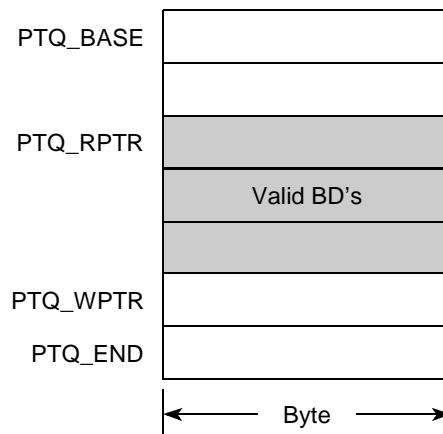 PTQ_BASE
PTQ_RPTR
Valid BD's
PTQ_WPTR
PTQ_END
Byte